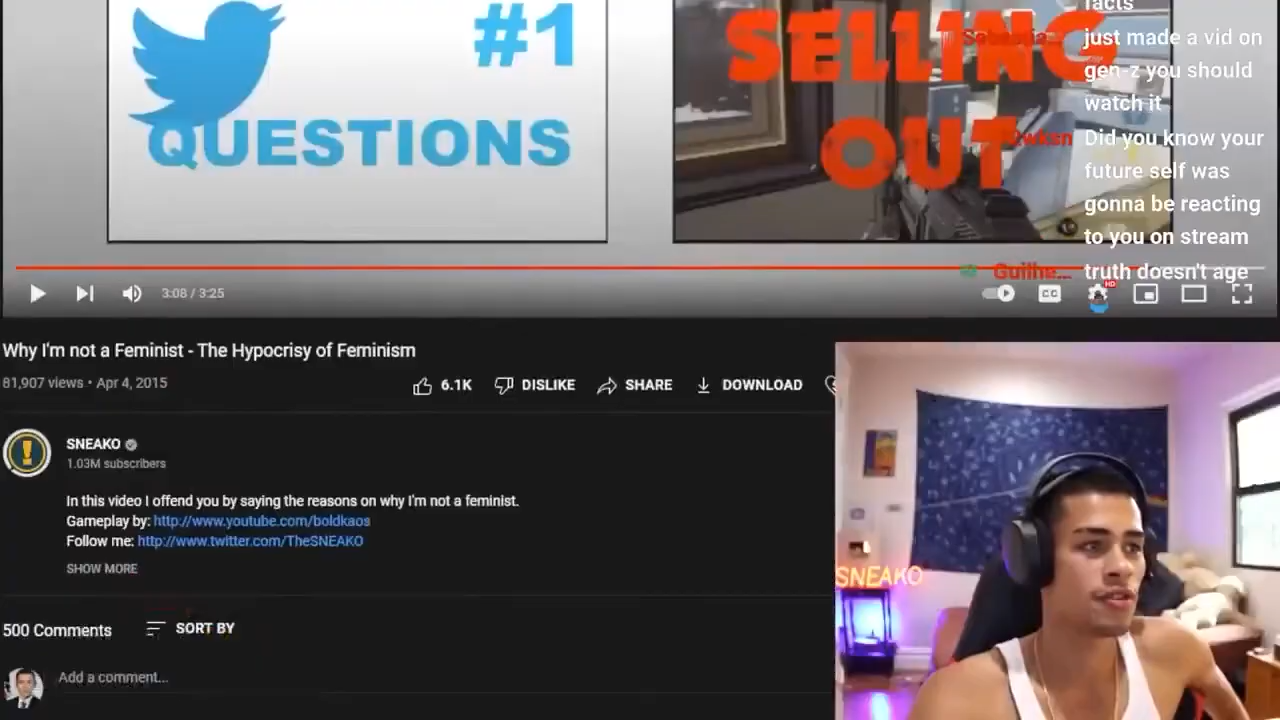 #1
QUESTIONS
SELLING
OUT
facts
just made a vid on
gen-z you should
watch it
2wksn Did you know your
future self was
gonna be reacting
to you on stream
Guilhe... truth doesn't age
3:08 / 3:25
CC
HD
Why I'm not a Feminist - The Hypocrisy of Feminism
81,907 views • Apr 4, 2015
6.1K
DISLIKE
SHARE
DOWNLOAD
SNEAKO
1.03M subscribers
In this video I offend you by saying the reasons on why I'm not a feminist.
Gameplay by: http://www.youtube.com/boldkaos
Follow me: http://www.twitter.com/TheSNEAKO
SHOW MORE
500 Comments
SORT BY
Add a comment...
SNEAKO